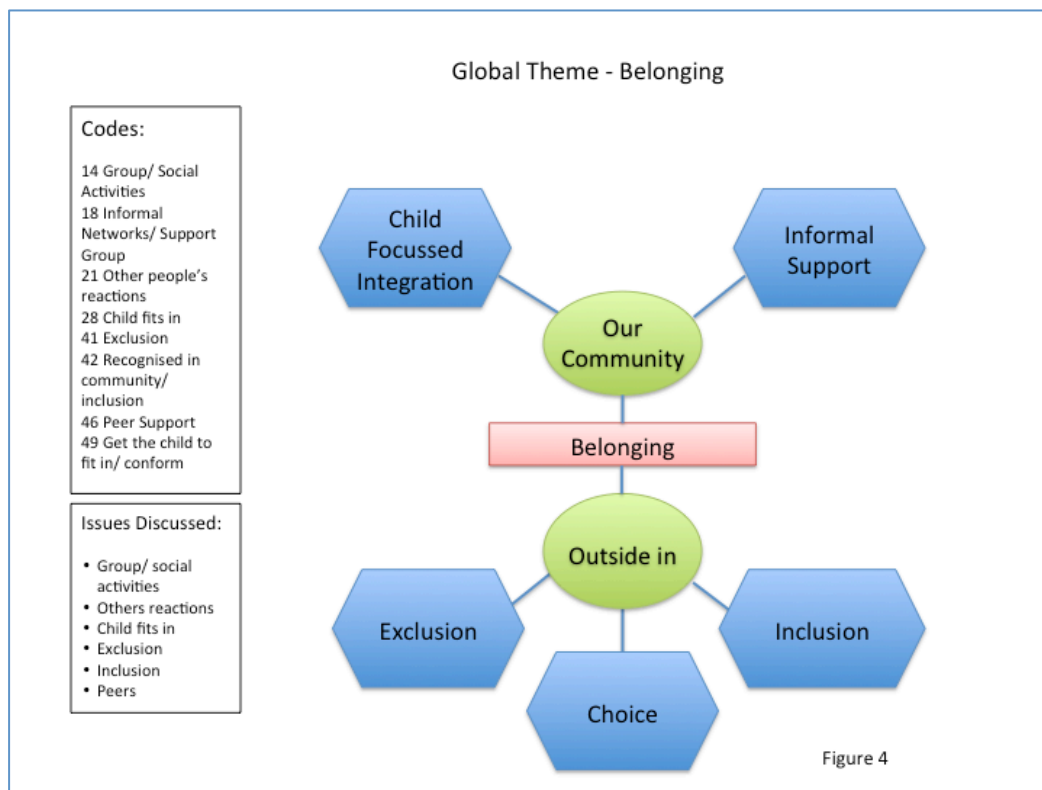 Global Theme - Belonging
Codes:
14 Group/ Social
Activities
18 Informal
Networks/ Support
Group
21 Other people's
reactions
28 Child fits in
41 Exclusion
42 Recognised in
community/
inclusion
46 Peer Support
49 Get the child to
fit in/ conform
Issues Discussed:
• Group/ social
activities
• Others reactions
• Child fits in
• Exclusion
• Inclusion
• Peers
Child
Focussed
Integration
Informal
Support
Our
Community
Belonging
Outside in
Exclusion
Inclusion
Choice
Figure 4